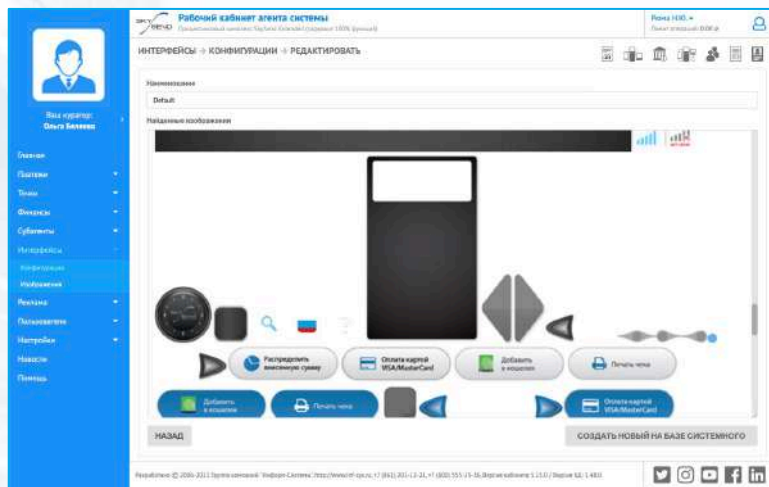 SKY SEND
Рабочий кабинет агента системы
ИНТЕРФЕЙСЫ → КОНФИГУРАЦИИ → РЕДАКТИРОВАТЬ
Ваш куратор:
Ольга Беляева
Главная
Платежи
Точки
Финансы
Субагенты
Интерфейсы
Конфигурации
Изображения
Реклама
Пользователи
Настройки
Новости
Помощь
Наименование
Default
Найденные изображения
Распределить
внесенную сумму
Оплата картой
VISA/MasterCard
Добавить
в кошелек
Печать чека
Добавить
в кошелек
Печать чека
Оплата картой
VISA/MasterCard
НАЗАД
СОЗДАТЬ НОВЫЙ НА БАЗЕ СИСТЕМНОГО